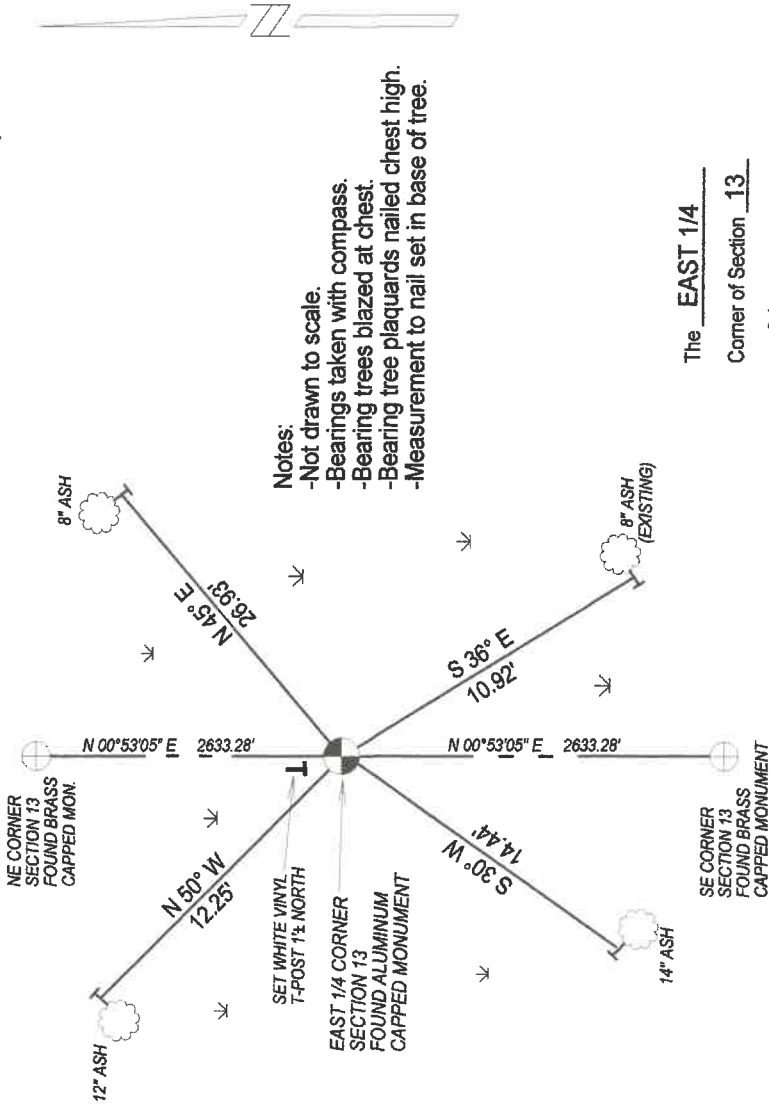 NE CORNER
SECTION 13
FOUND BRASS
CAPPED MON.
12" ASH
8" ASH
N 50° W
12.25'
N 00°53'05" E 2633.28'
N 45° E
26.93'
SET WHITE VINYL
T-POST 1'± NORTH
EAST 1/4 CORNER
SECTION 13
FOUND ALUMINUM
CAPPED MONUMENT
Notes:
-Not drawn to scale.
-Bearings taken with compass.
-Bearing trees blazed at chest.
-Bearing tree plaquards nailed chest high.
-Measurement to nail set in base of tree.
S 30° W
14.44'
N 00°53'05" E 2633.28'
S 36° E
10.92'
14" ASH
8" ASH
(EXISTING)
SE CORNER
SECTION 13
FOUND BRASS
CAPPED MONUMENT
The EAST 1/4
Corner of Section 13